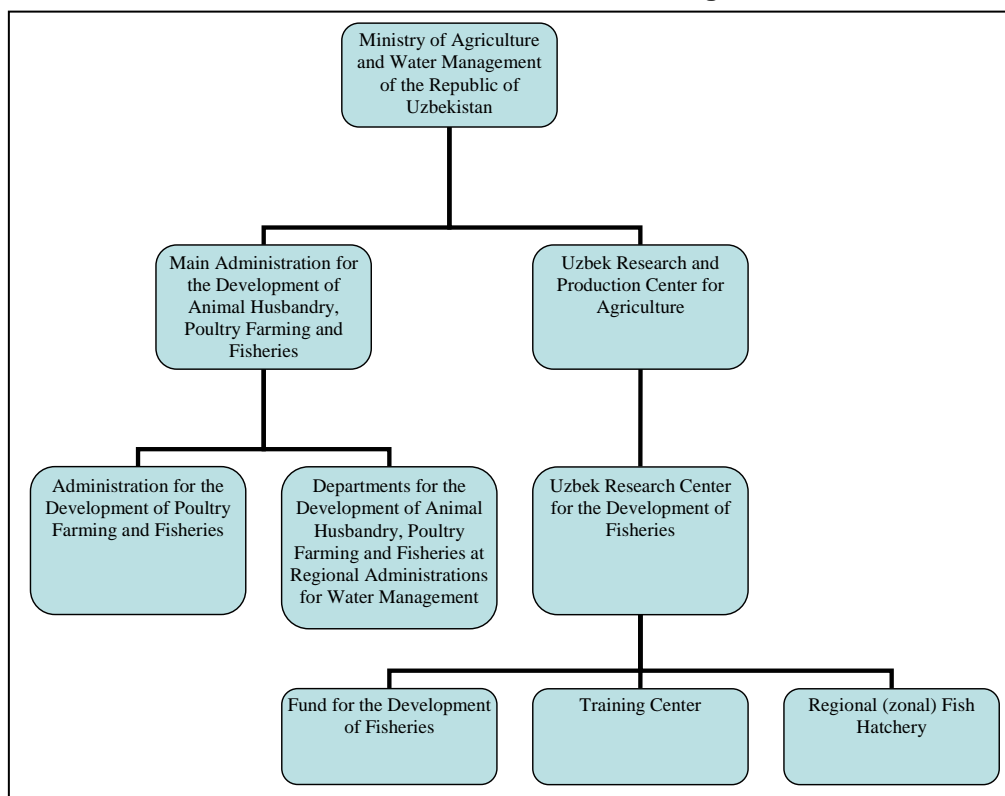 Ministry of Agriculture
and Water Management
of the Republic of
Uzbekistan
Main Administration for
the Development of
Animal Husbandry,
Poultry Farming and
Fisheries
Uzbek Research and
Production Center for
Agriculture
Administration for the
Development of Poultry
Farming and Fisheries
Departments for the
Development of Animal
Husbandry, Poultry
Farming and Fisheries at
Regional Administrations
for Water Management
Uzbek Research Center
for the Development of
Fisheries
Fund for the Development
of Fisheries
Training Center
Regional (zonal) Fish
Hatchery